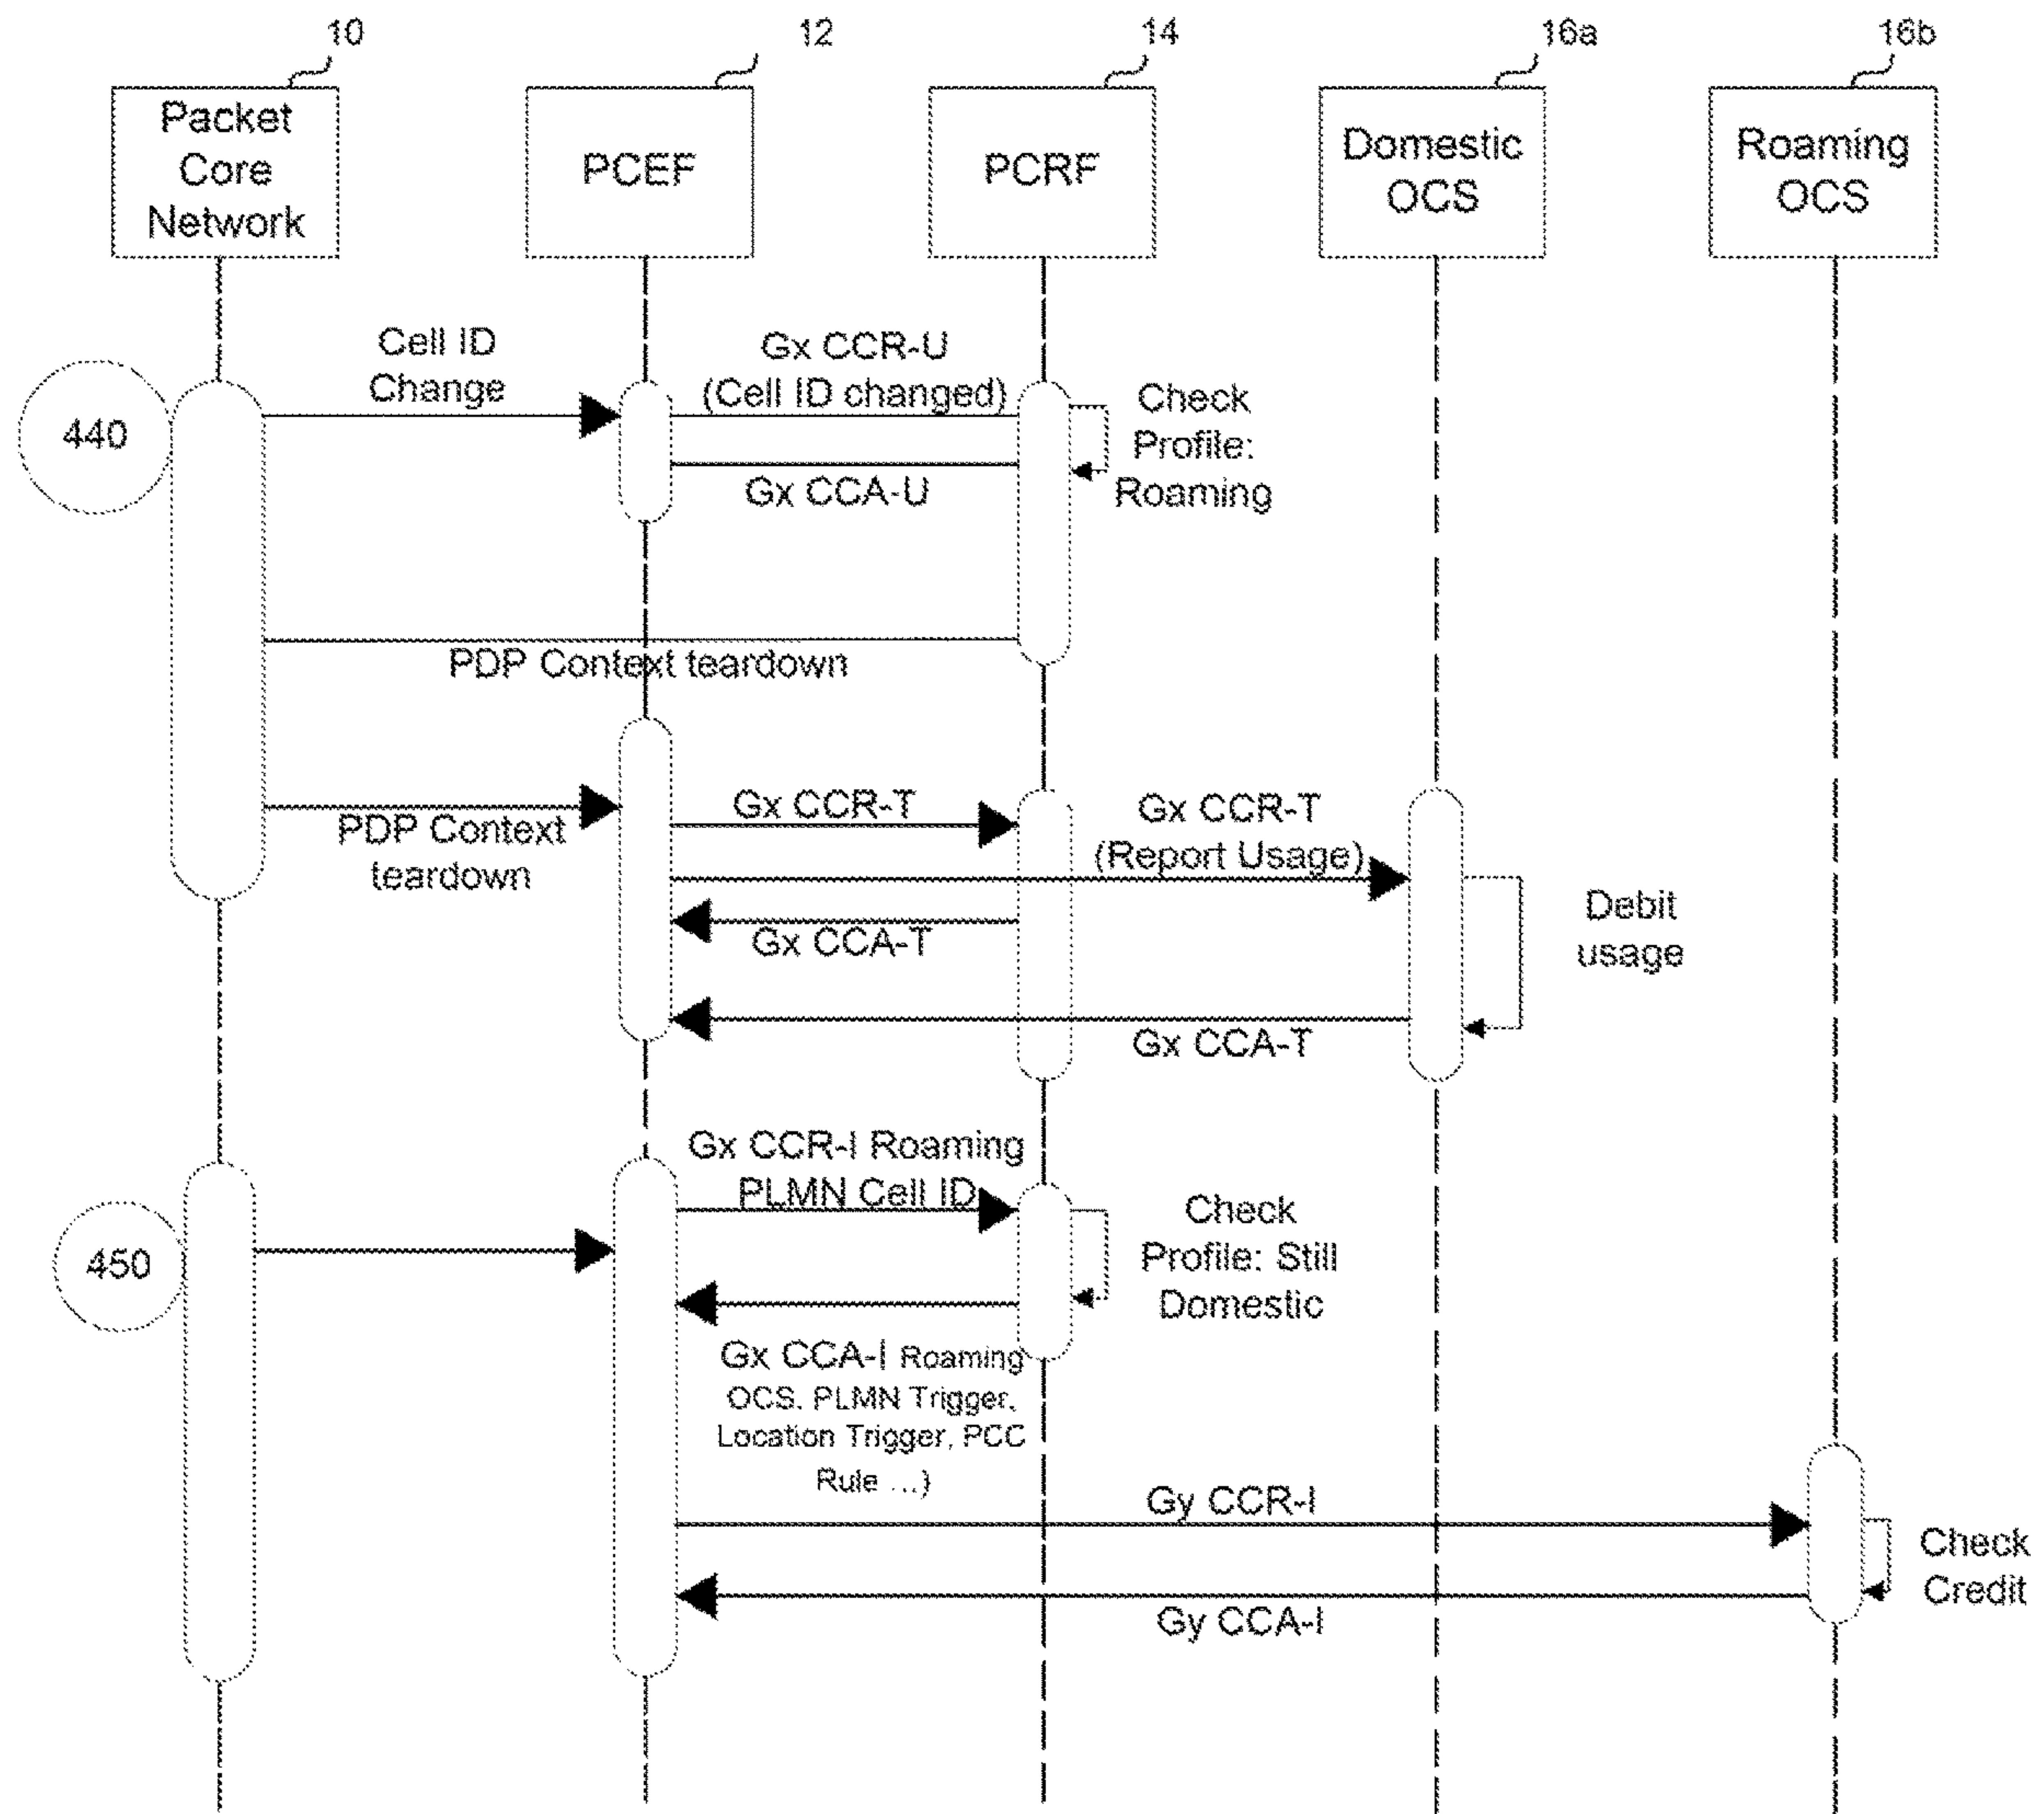 10
12
14
16a
16b
Packet
Core
Network
PCEF
PCRF
Domestic
OCS
Roaming
OCS
Cell ID
Change
Gx CCR-U
(Cell ID changed)
Check
Profile:
Roaming
440
Gx CCA-U
PDP Context teardown
PDP Context
teardown
Gx CCR-T
Gx CCR-T
(Report Usage)
Gx CCA-T
Debit
usage
Gx CCA-T
Gx CCR-I Roaming
PLMN Cell ID
Check
Profile: Still
Domestic
450
Gx CCA-I Roaming
OCS, PLMN Trigger,
Location Trigger, PCC
Rule ...)
Gy CCR-I
Check
Credit
Gy CCA-I